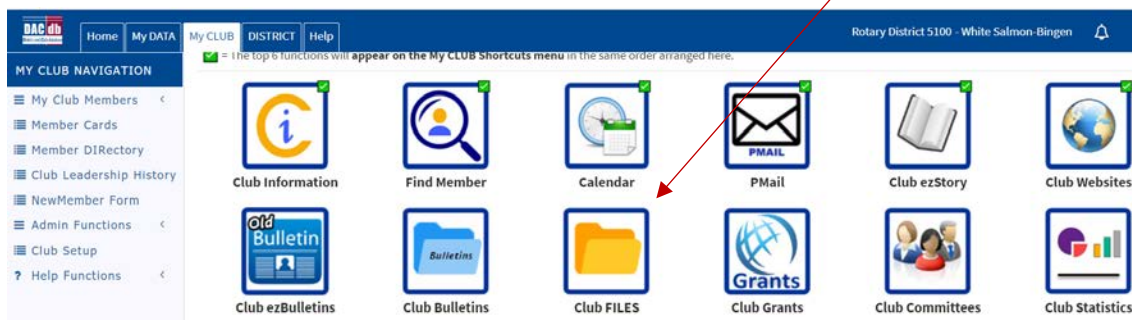 DACdb
Home
My DATA
My CLUB
DISTRICT
Help
Rotary District 5100 - White Salmon-Bingen
= The top 6 functions will appear on the My CLUB Shortcuts menu in the same order arranged here.
MY CLUB NAVIGATION
My Club Members
Member Cards
Member DIRectory
Club Leadership History
NewMember Form
Admin Functions
Club Setup
? Help Functions
i
PMAIL
Club Information
Find Member
Calendar
PMail
Club ezStory
Club Websites
Old
Bulletin
Bulletins
Grants
Club ezBulletins
Club Bulletins
Club FILES
Club Grants
Club Committees
Club Statistics